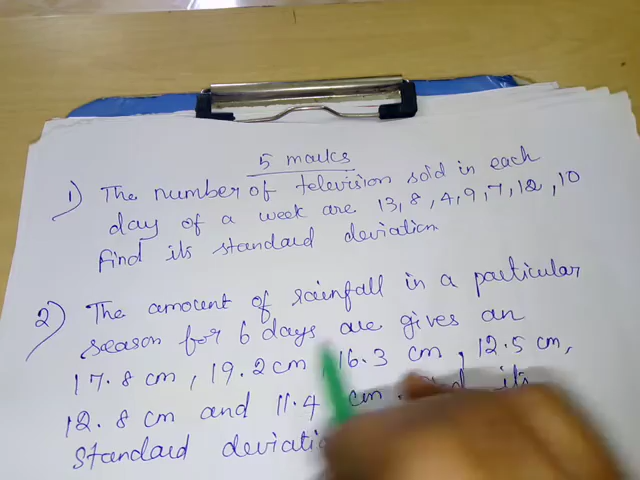 5 marks
1) The number of television sold in each
day of a week are 13, 8, 4, 9, 7, 12, 10
Find its standard deviation
2) The amount of rainfall in a particular
season for 6 days are gives an
17.8 cm, 19.2 cm 16.3 cm, 12.5 cm,
12.8 cm and 11.4 cm. its
standard